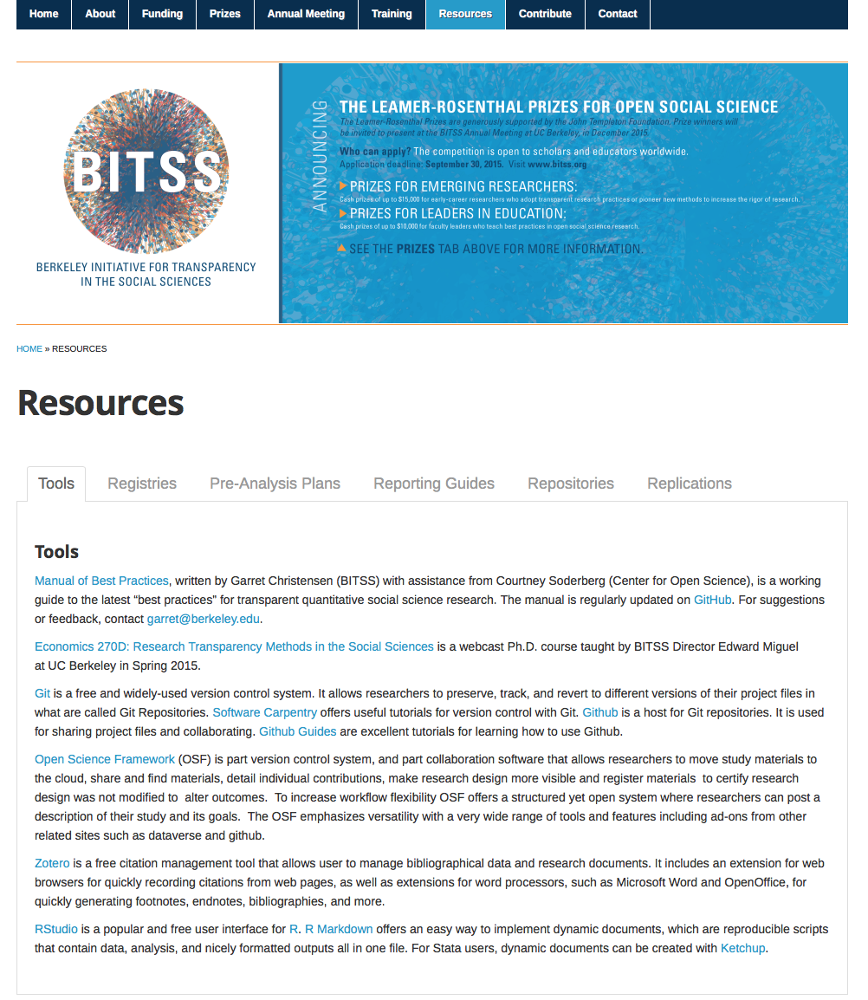 Home About Funding Prizes Annual Meeting Training Resources Contribute Contact
BITSS
BERKELEY INITIATIVE FOR TRANSPARENCY
IN THE SOCIAL SCIENCES
ANNOUNCING
THE LEAMER-ROSENTHAL PRIZES FOR OPEN SOCIAL SCIENCE
The Leamer-Rosenthal Prizes are generously supported by the John Templeton Foundation. Prize winners will
be invited to present at the BITSS Annual Meeting at UC Berkeley, in December 2015.
Who can apply? The competition is open to scholars and educators worldwide.
Application deadline: September 30, 2015. Visit www.bitss.org
PRIZES FOR EMERGING RESEARCHERS:
Cash prizes of up to $15,000 for early-career researchers who adopt transparent research practices or pioneer new methods to increase the rigor of research.
PRIZES FOR LEADERS IN EDUCATION:
Cash prizes of up to $10,000 for faculty leaders who teach best practices in open social science research.
SEE THE PRIZES TAB ABOVE FOR MORE INFORMATION.
HOME » RESOURCES
Resources
Tools Registries Pre-Analysis Plans Reporting Guides Repositories Replications
Tools
Manual of Best Practices, written by Garret Christensen (BITSS) with assistance from Courtney Soderberg (Center for Open Science), is a working
guide to the latest “best practices” for transparent quantitative social science research. The manual is regularly updated on GitHub. For suggestions
or feedback, contact garret@berkeley.edu.
Economics 270D: Research Transparency Methods in the Social Sciences is a webcast Ph.D. course taught by BITSS Director Edward Miguel
at UC Berkeley in Spring 2015.
Git is a free and widely-used version control system. It allows researchers to preserve, track, and revert to different versions of their project files in
what are called Git Repositories. Software Carpentry offers useful tutorials for version control with Git. Github is a host for Git repositories. It is used
for sharing project files and collaborating. Github Guides are excellent tutorials for learning how to use Github.
Open Science Framework (OSF) is part version control system, and part collaboration software that allows researchers to move study materials to
the cloud, share and find materials, detail individual contributions, make research design more visible and register materials  to certify research
design was not modified to  alter outcomes.  To increase workflow flexibility OSF offers a structured yet open system where researchers can post a
description of their study and its goals.  The OSF emphasizes versatility with a very wide range of tools and features including ad-ons from other
related sites such as dataverse and github.
Zotero is a free citation management tool that allows user to manage bibliographical data and research documents. It includes an extension for web
browsers for quickly recording citations from web pages, as well as extensions for word processors, such as Microsoft Word and OpenOffice, for
quickly generating footnotes, endnotes, bibliographies, and more.
RStudio is a popular and free user interface for R. R Markdown offers an easy way to implement dynamic documents, which are reproducible scripts
that contain data, analysis, and nicely formatted outputs all in one file. For Stata users, dynamic documents can be created with Ketchup.